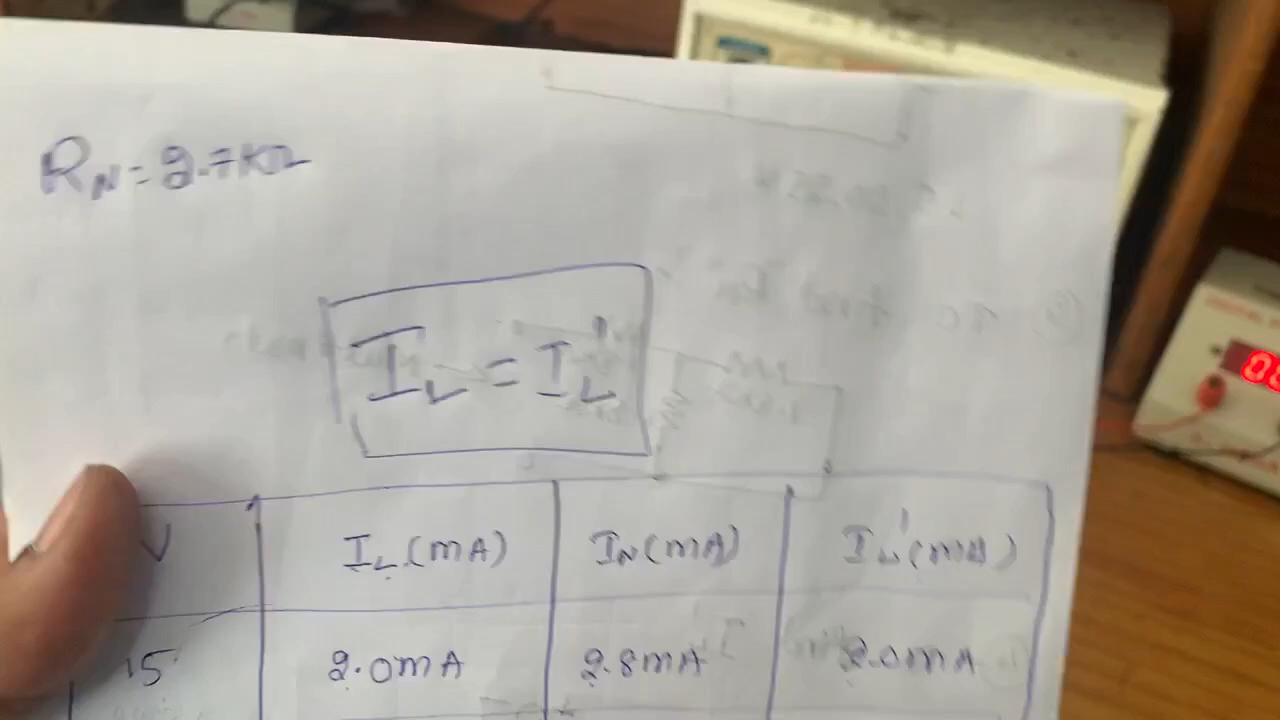 RN = 2.7KΩ
IL = IL'
V IL(mA) IN(mA) IL'(mA)
15 2.0mA 2.8mA 2.0mA